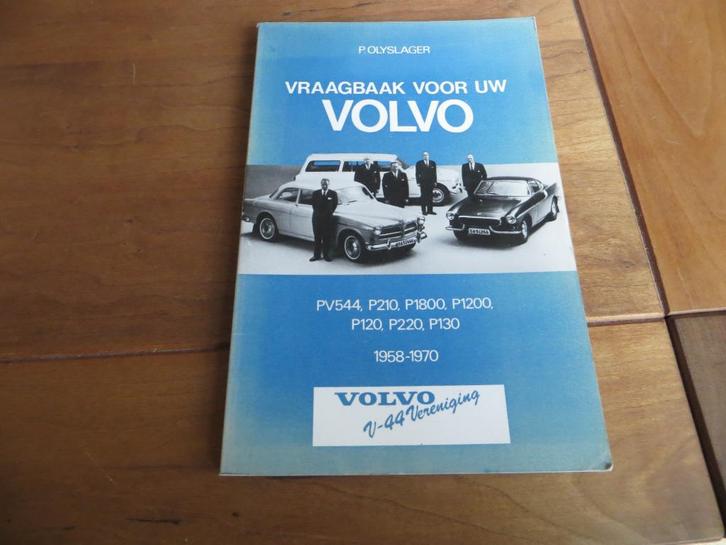 P. OLYSLAGER
VRAAGBAAK VOOR UW
VOLVO
PV544, P210, P1800, P1200,
P120, P220, P130
1958-1970
VOLVO
V-44 Vereniging